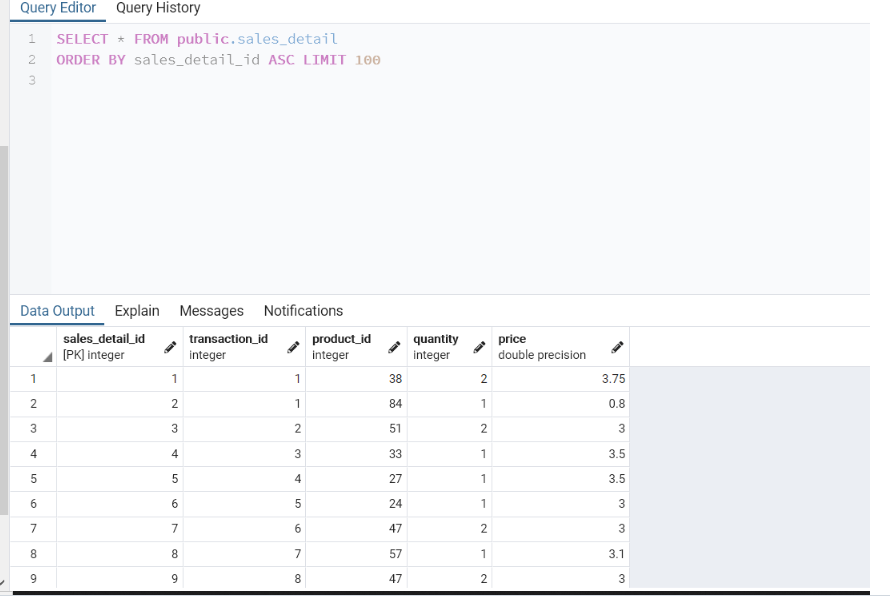 Query Editor Query History
1 SELECT * FROM public.sales_detail
2 ORDER BY sales_detail_id ASC LIMIT 100
3
Data Output Explain Messages Notifications
sales_detail_id transaction_id product_id quantity price
[PK] integer integer integer integer double precision
1 1 1 38 2 3.75
2 2 1 84 1 0.8
3 3 2 51 2 3
4 4 3 33 1 3.5
5 5 4 27 1 3.5
6 6 5 24 1 3
7 7 6 47 2 3
8 8 7 57 1 3.1
9 9 8 47 2 3